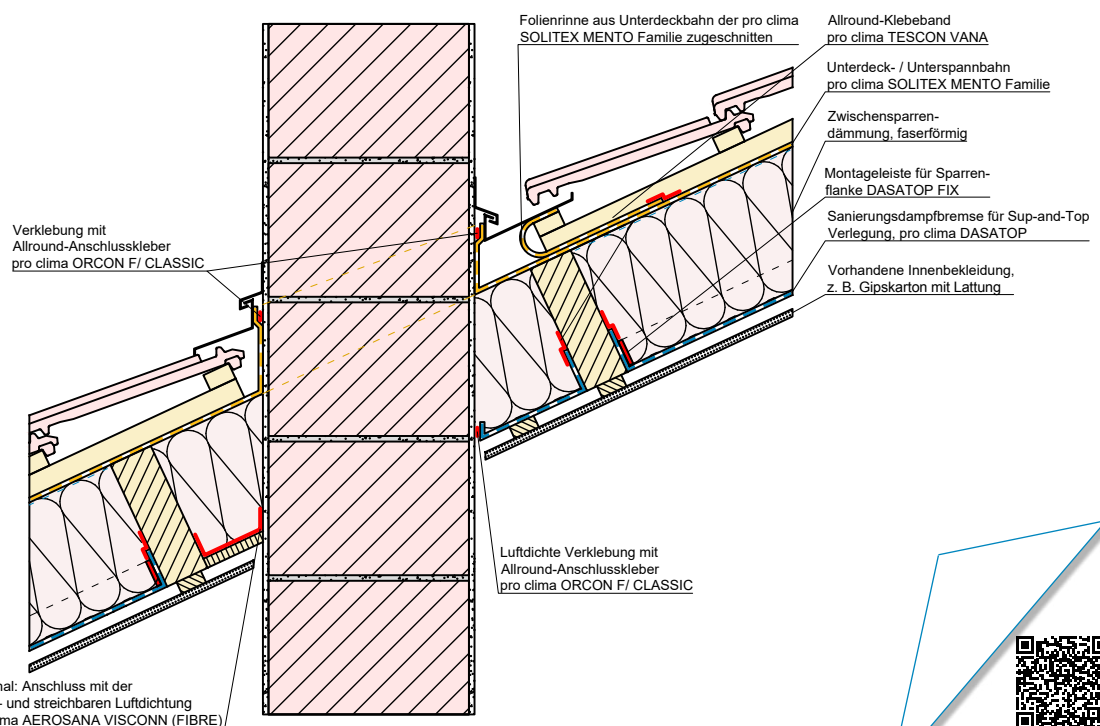 Folienrinne aus Unterdeckbahn der pro clima
SOLITEX MENTO Familie zugeschnitten
Allround-Klebeband
pro clima TESCON VANA
Unterdeck- / Unterspannbahn
pro clima SOLITEX MENTO Familie
Zwischensparren-
dämmung, faserförmig
Montageleiste für Sparren-
flanke DASATOP FIX
Sanierungsdampfbremse für Sup-and-Top
Verlegung, pro clima DASATOP
Vorhandene Innenbekleidung,
z. B. Gipskarton mit Lattung
Verklebung mit
Allround-Anschlusskleber
pro clima ORCON F/ CLASSIC
Luftdichte Verklebung mit
Allround-Anschlusskleber
pro clima ORCON F/ CLASSIC
Anschluss mit der
- und streichbaren Luftdichtung
AEROSANA VISCONN (FIBRE)